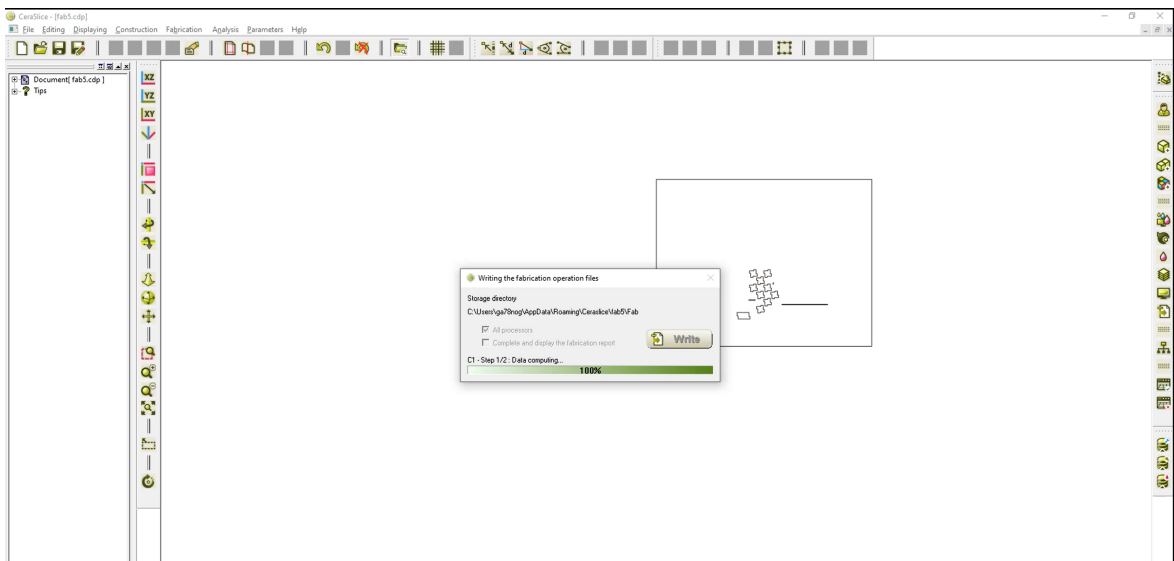 CeraSlice - [fab5.cdp]
File Editing Displaying Construction Fabrication Analysis Parameters Help
Document[ fab5.cdp ]
Tips
XZ
YZ
XY
Writing the fabrication operation files
Storage directory
C:\Users\ga78nog\AppData\Roaming\Ceraslice\fab5\Fab
All processors
Complete and display the fabrication report
Write
C1 - Step 1/2 : Data computing...
100%